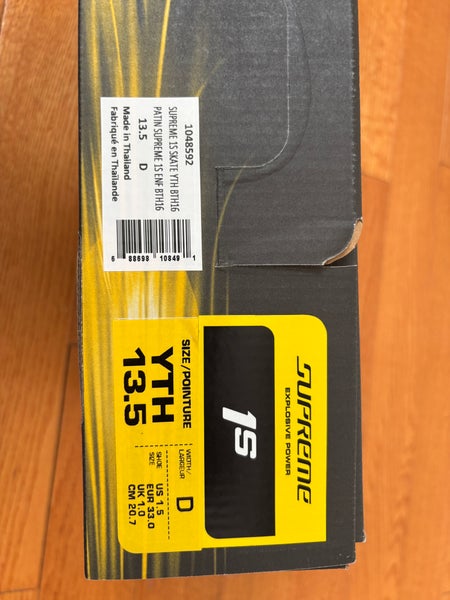 1048592
SUPREME 1S SKATE YTH BTH16
PATIN SUPREME 1S ENF BTH16
13.5 D
Made in Thailand
Fabriqué en Thaïlande
6 88698 10849 1
SUPREME
EXPLOSIVE POWER
1S
SIZE/POINTURE
YTH
13.5
WIDTH/
LARGEUR
D
SHOE
SIZE
US 1.5
EUR 33.0
UK 1.0
CM 20.7